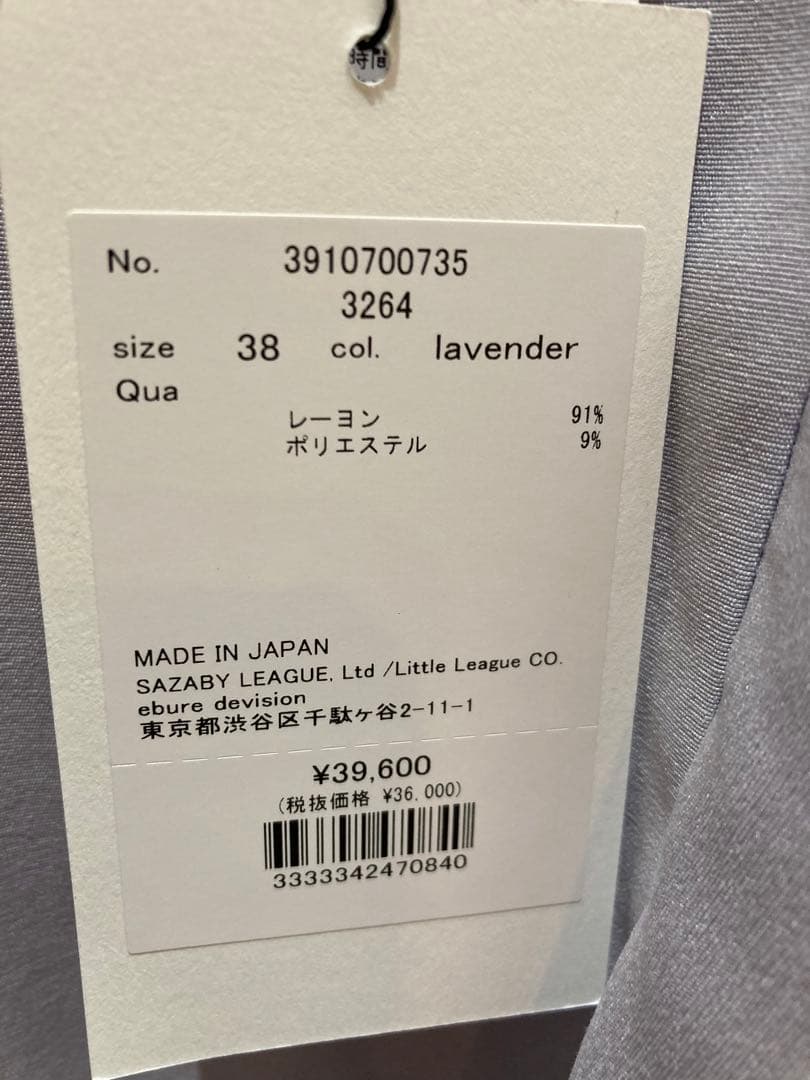 時間
No. 3910700735
3264
size 38 col. lavender
Qua
レーヨン 91%
ポリエステル 9%
MADE IN JAPAN
SAZABY LEAGUE, Ltd /Little League CO.
ebure devision
東京都渋谷区千駄ヶ谷2-11-1
¥39,600
(税抜価格 ¥36,000)
3333342470840